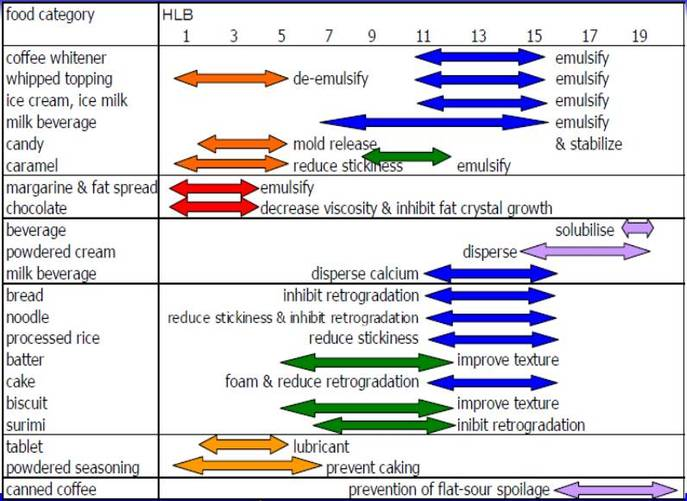 food category HLB
1 3 5 7 9 11 13 15 17 19
coffee whitener emulsify
whipped topping de-emulsify emulsify
ice cream, ice milk emulsify
milk beverage emulsify
candy mold release & stabilize
caramel reduce stickiness emulsify
margarine & fat spread emulsify
chocolate decrease viscosity & inhibit fat crystal growth
beverage solubilise
powdered cream disperse
milk beverage disperse calcium
bread inhibit retrogradation
noodle reduce stickiness & inhibit retrogradation
processed rice reduce stickiness
batter improve texture
cake foam & reduce retrogradation
biscuit improve texture
surimi inibit retrogradation
tablet lubricant
powdered seasoning prevent caking
canned coffee prevention of flat-sour spoilage